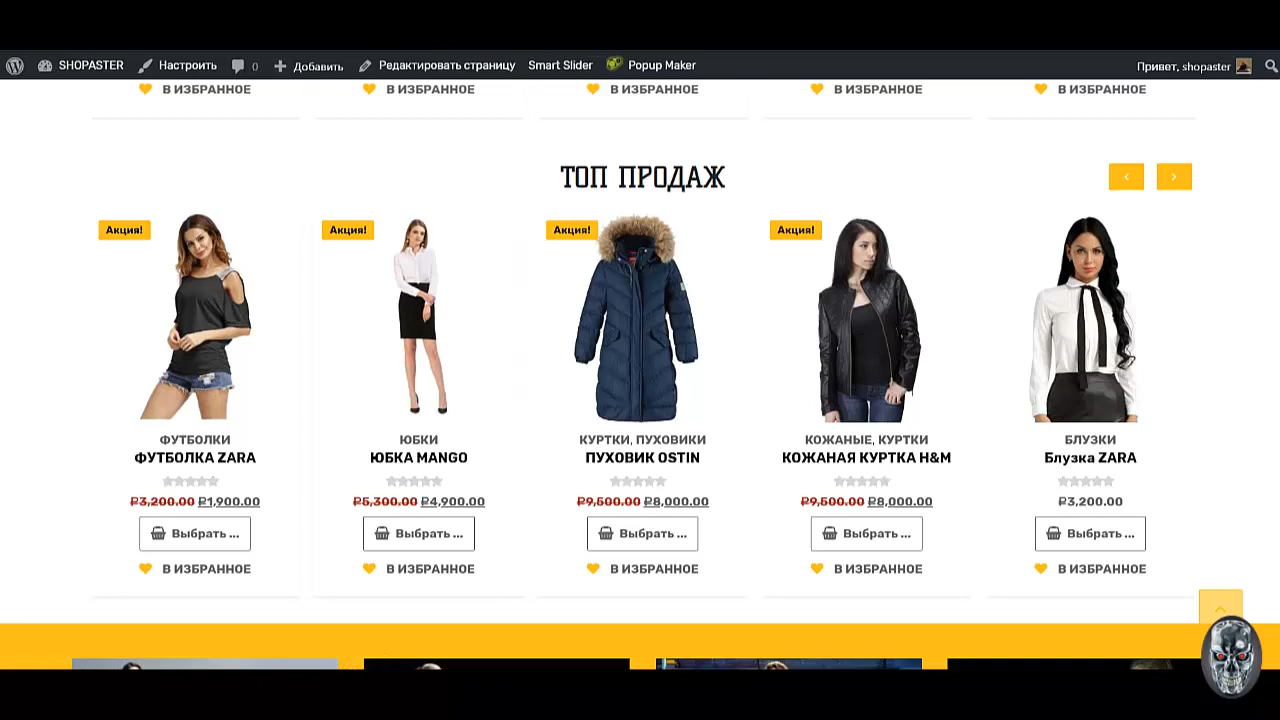 SHOPASTER Настроить 0 Добавить Редактировать страницу Smart Slider Popup Maker Привет, shopaster
В ИЗБРАННОЕ В ИЗБРАННОЕ В ИЗБРАННОЕ В ИЗБРАННОЕ В ИЗБРАННОЕ
ТОП ПРОДАЖ
Акция! Акция! Акция! Акция!
ФУТБОЛКИ ЮБКИ КУРТКИ, ПУХОВИКИ КОЖАНЫЕ, КУРТКИ БЛУЗКИ
ФУТБОЛКА ZARA ЮБКА MANGO ПУХОВИК OSTIN КОЖАНАЯ КУРТКА H&M Блузка ZARA
₽3,200.00 ₽1,900.00 ₽5,300.00 ₽4,900.00 ₽9,500.00 ₽8,000.00 ₽9,500.00 ₽8,000.00 ₽3,200.00
Выбрать ... Выбрать ... Выбрать ... Выбрать ... Выбрать ...
В ИЗБРАННОЕ В ИЗБРАННОЕ В ИЗБРАННОЕ В ИЗБРАННОЕ В ИЗБРАННОЕ